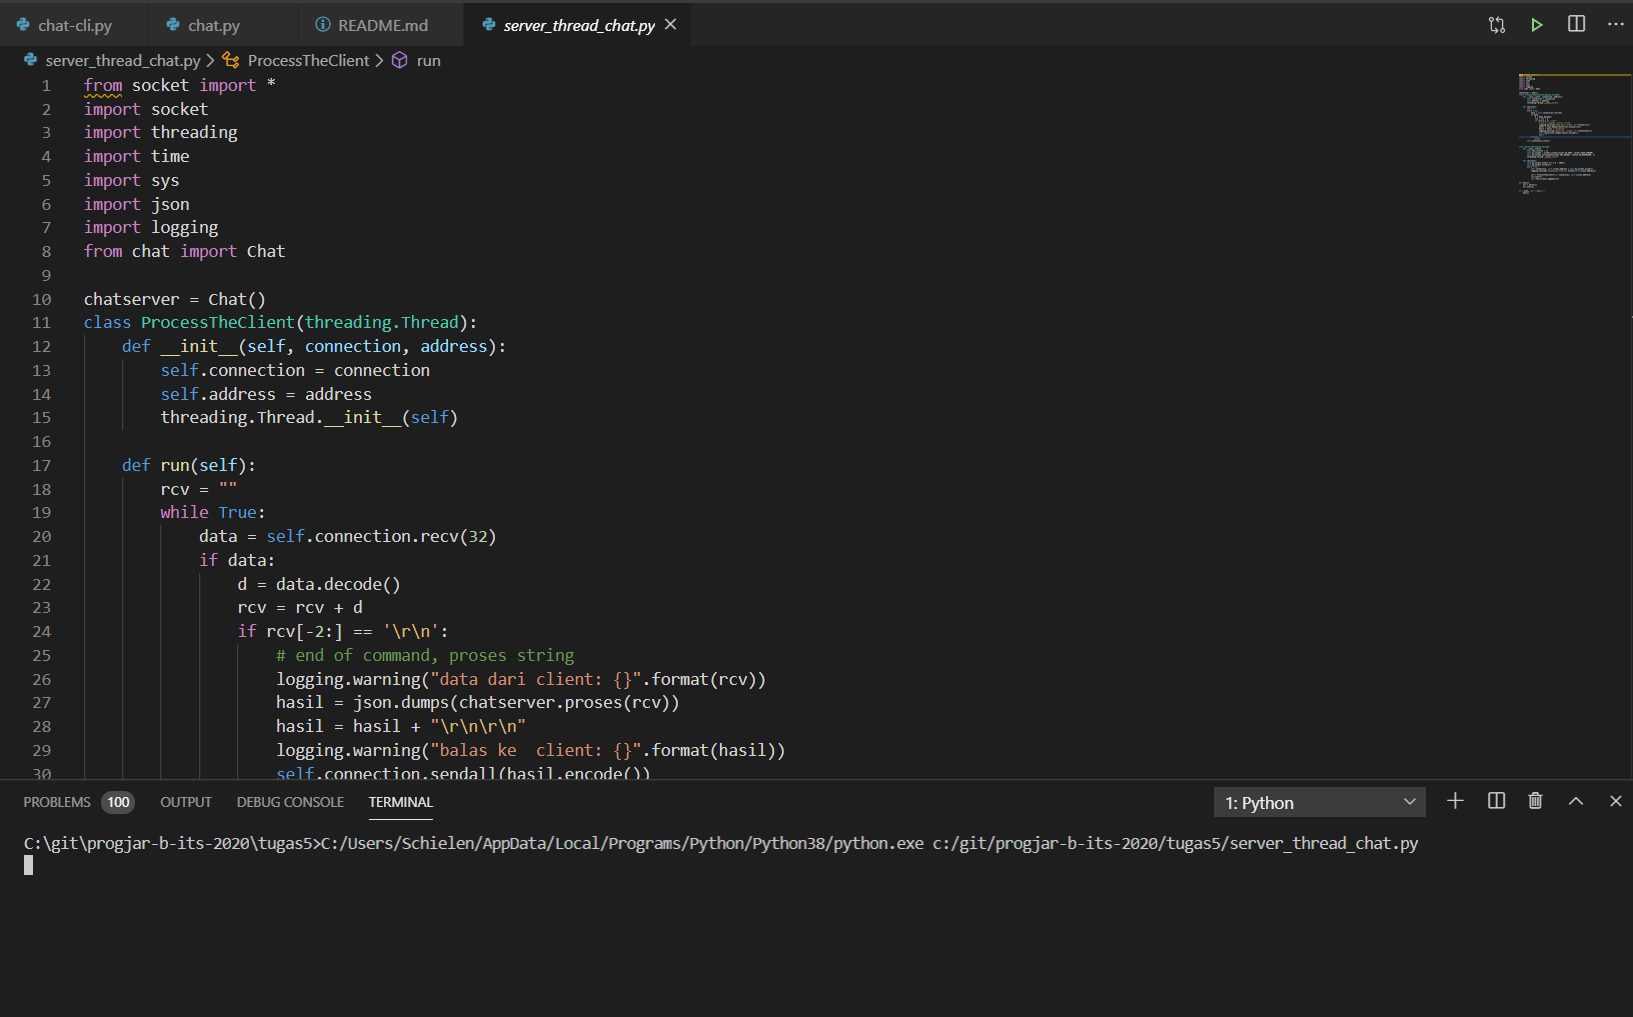 chat-cli.py chat.py README.md server_thread_chat.py
server_thread_chat.py > ProcessTheClient > run
1 from socket import *
2 import socket
3 import threading
4 import time
5 import sys
6 import json
7 import logging
8 from chat import Chat
9
10 chatserver = Chat()
11 class ProcessTheClient(threading.Thread):
12     def __init__(self, connection, address):
13         self.connection = connection
14         self.address = address
15         threading.Thread.__init__(self)
16
17     def run(self):
18         rcv = ""
19         while True:
20             data = self.connection.recv(32)
21             if data:
22                 d = data.decode()
23                 rcv = rcv + d
24                 if rcv[-2:] == '\r\n':
25                     # end of command, proses string
26                     logging.warning("data dari client: {}".format(rcv))
27                     hasil = json.dumps(chatserver.proses(rcv))
28                     hasil = hasil + "\r\n\r\n"
29                     logging.warning("balas ke  client: {}".format(hasil))
30                     self.connection.sendall(hasil.encode())
PROBLEMS 100 OUTPUT DEBUG CONSOLE TERMINAL 1: Python
C:\git\progjar-b-its-2020\tugas5>C:/Users/Schielen/AppData/Local/Programs/Python/Python38/python.exe c:/git/progjar-b-its-2020/tugas5/server_thread_chat.py